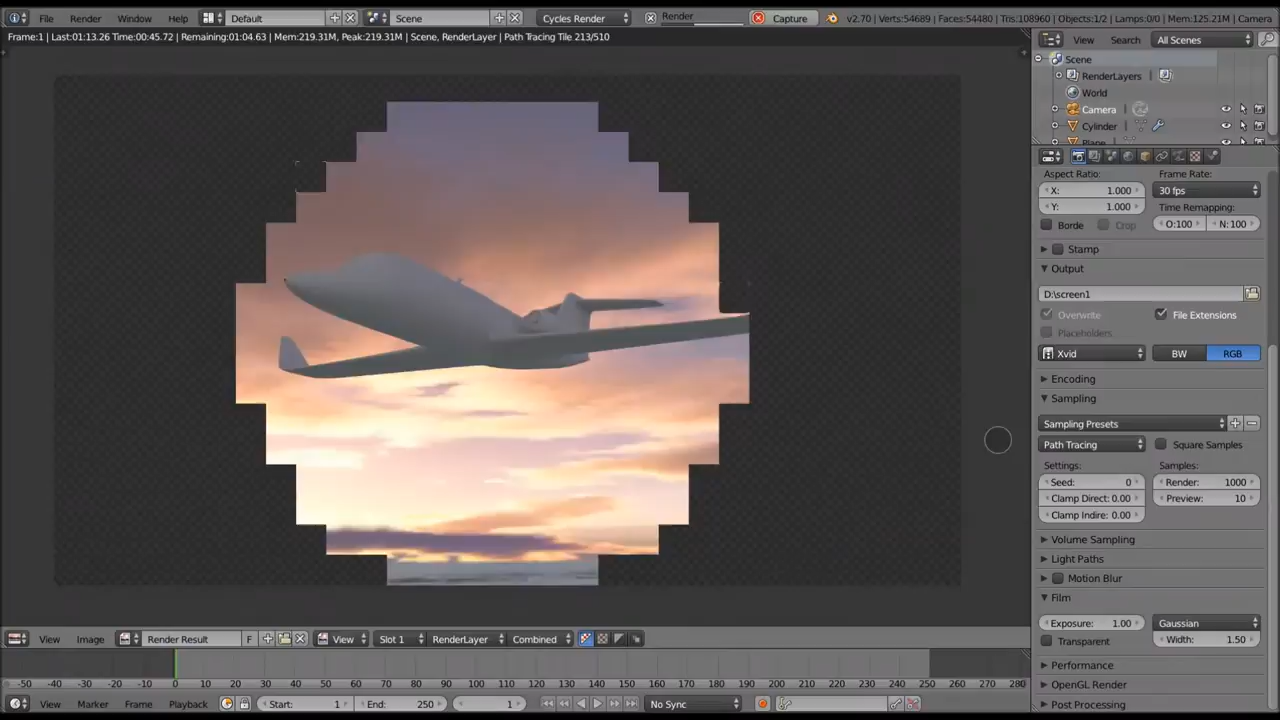 File Render Window Help Default Scene Cycles Render Render Capture v2.70 | Verts:54689 | Faces:54480 | Tris:108960 | Objects:1/2 | Lamps:0/0 | Mem:125.21M | Camera
Frame:1 | Last:01:13.26 Time:00:45.72 | Remaining:01:04.63 | Mem:219.31M, Peak:219.31M | Scene, RenderLayer | Path Tracing Tile 213/510
View Search All Scenes
Scene
RenderLayers
World
Camera
Cylinder
Plane
Aspect Ratio: Frame Rate:
X: 1.000 30 fps
Y: 1.000 Time Remapping:
Borde Crop O:100 N:100
Stamp
Output
D:\screen1
Overwrite File Extensions
Placeholders
Xvid BW RGB
Encoding
Sampling
Sampling Presets
Path Tracing Square Samples
Settings: Samples:
Seed: 0 Render: 1000
Clamp Direct: 0.00 Preview: 10
Clamp Indire: 0.00
Volume Sampling
Light Paths
Motion Blur
Film
Exposure: 1.00 Gaussian
Transparent Width: 1.50
Performance
OpenGL Render
Post Processing
View Image Render Result F View Slot 1 RenderLayer Combined
-50 -40 -30 -20 -10 0 10 20 30 40 50 60 70 80 90 100 110 120 130 140 150 160 170 180 190 200 210 220 230 240 250 260 270 280
View Marker Frame Playback Start: 1 End: 250 1 No Sync